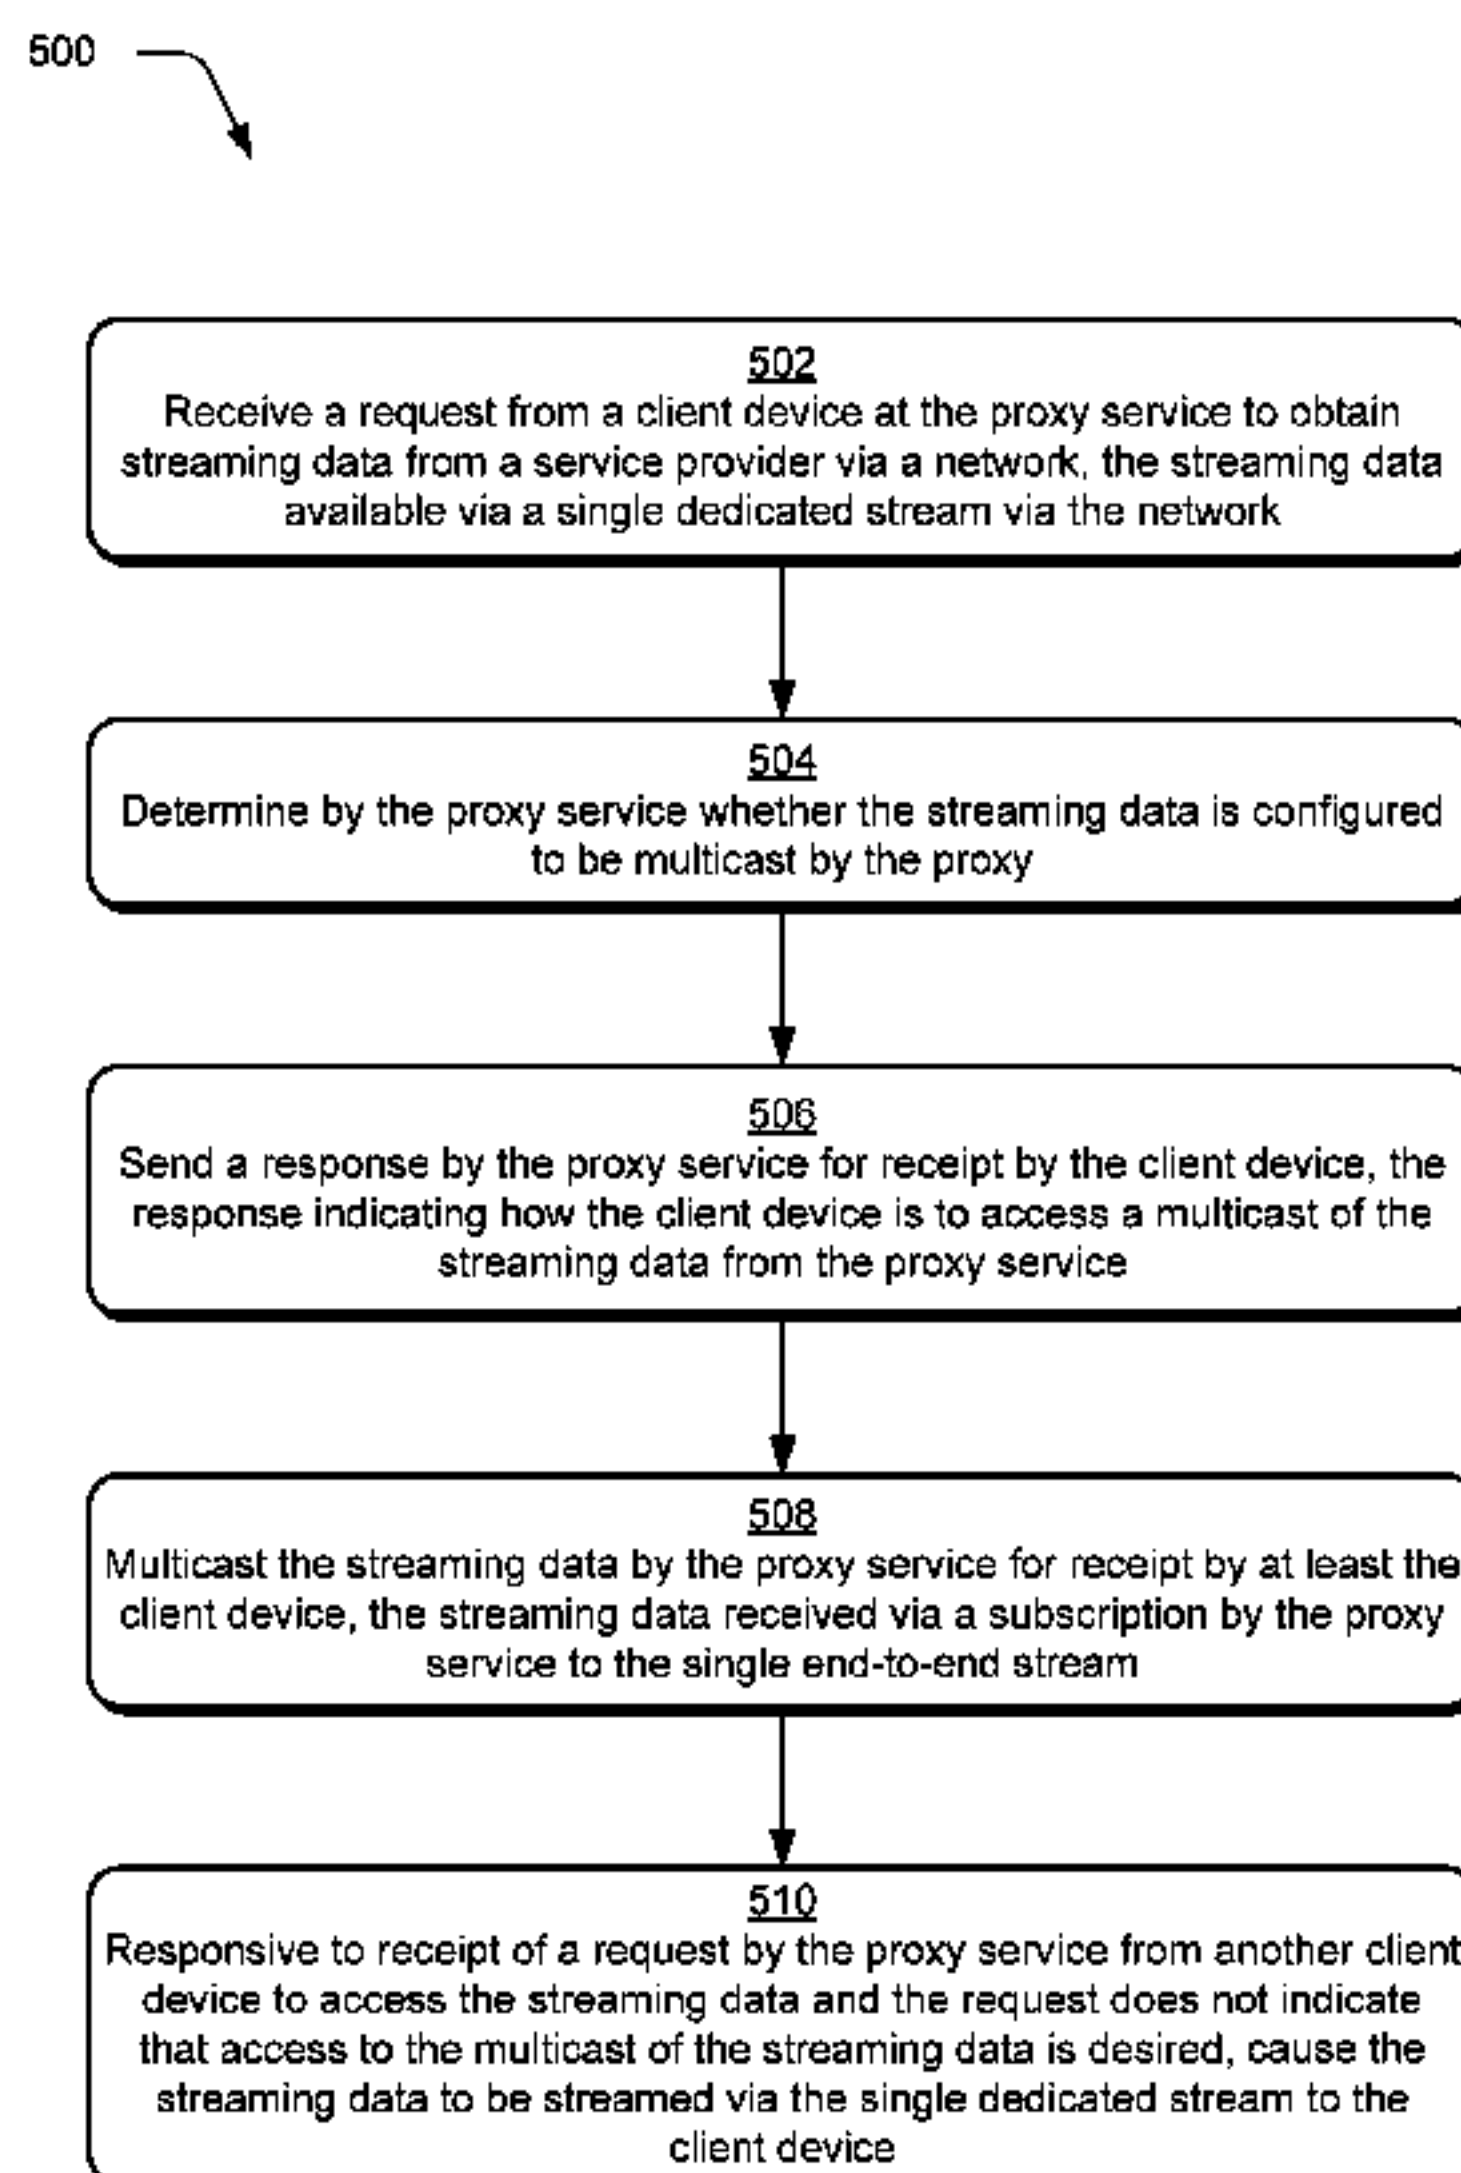 500
502
Receive a request from a client device at the proxy service to obtain
streaming data from a service provider via a network, the streaming data
available via a single dedicated stream via the network
504
Determine by the proxy service whether the streaming data is configured
to be multicast by the proxy
506
Send a response by the proxy service for receipt by the client device, the
response indicating how the client device is to access a multicast of the
streaming data from the proxy service
508
Multicast the streaming data by the proxy service for receipt by at least the
client device, the streaming data received via a subscription by the proxy
service to the single end-to-end stream
510
Responsive to receipt of a request by the proxy service from another client
device to access the streaming data and the request does not indicate
that access to the multicast of the streaming data is desired, cause the
streaming data to be streamed via the single dedicated stream to the
client device